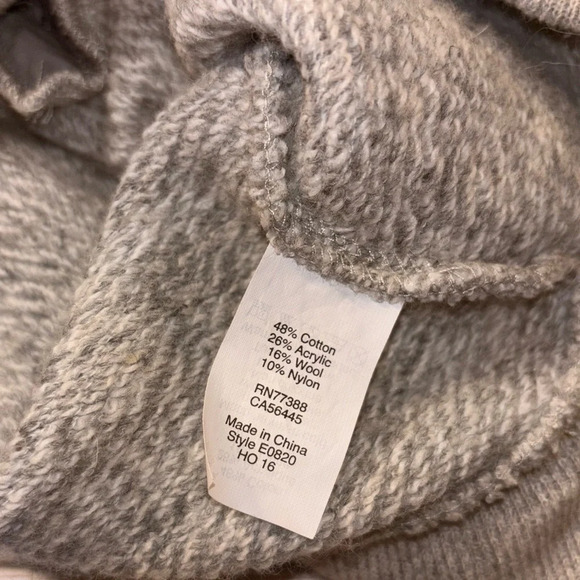 48% Cotton
26% Acrylic
16% Wool
10% Nylon
RN77388
CA56445
Made in China
Style E0820
HO 16